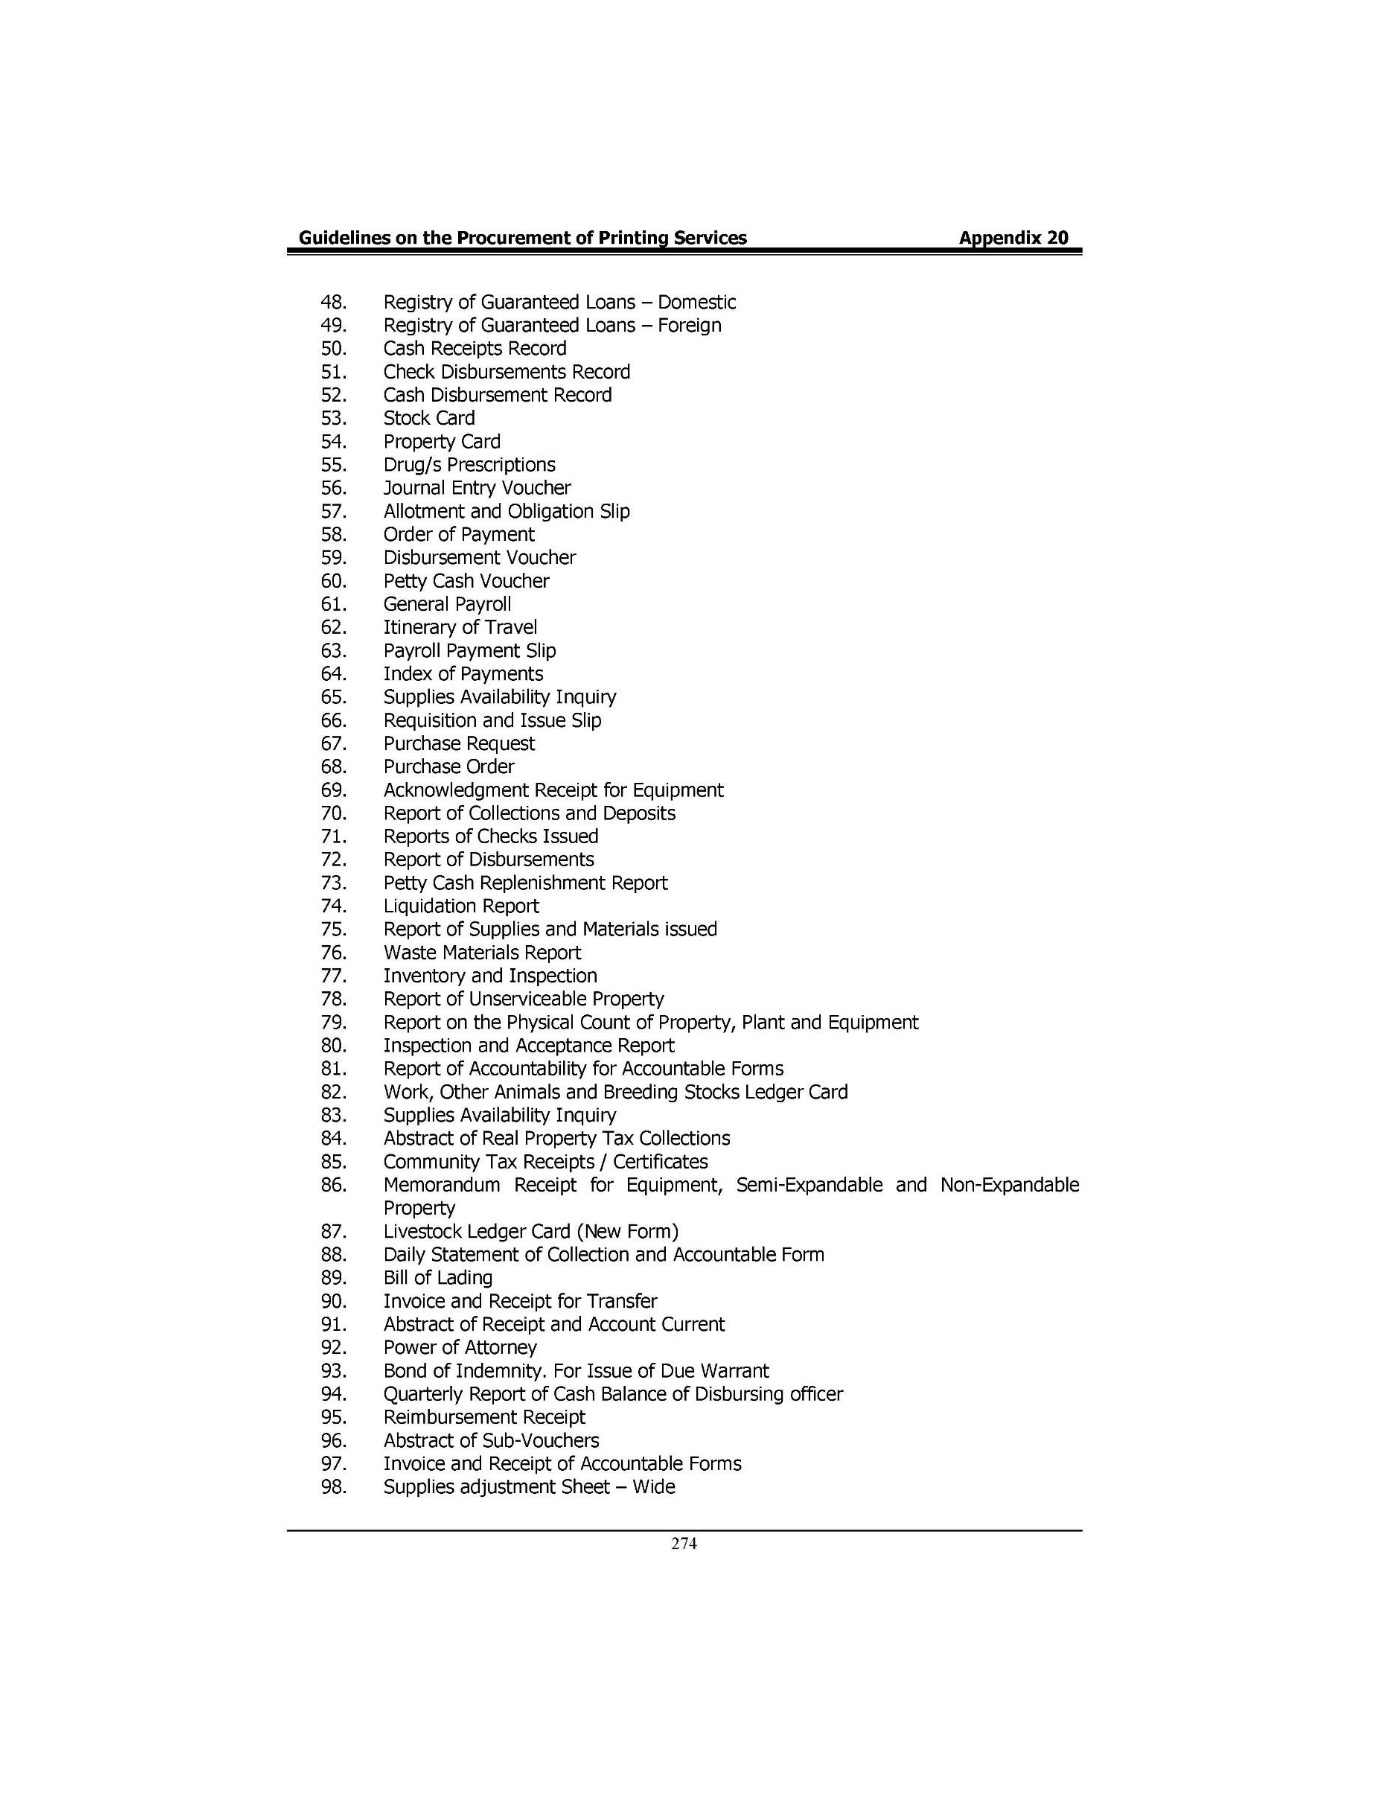 Guidelines on the Procurement of Printing Services Appendix 20
48. Registry of Guaranteed Loans – Domestic
49. Registry of Guaranteed Loans – Foreign
50. Cash Receipts Record
51. Check Disbursements Record
52. Cash Disbursement Record
53. Stock Card
54. Property Card
55. Drug/s Prescriptions
56. Journal Entry Voucher
57. Allotment and Obligation Slip
58. Order of Payment
59. Disbursement Voucher
60. Petty Cash Voucher
61. General Payroll
62. Itinerary of Travel
63. Payroll Payment Slip
64. Index of Payments
65. Supplies Availability Inquiry
66. Requisition and Issue Slip
67. Purchase Request
68. Purchase Order
69. Acknowledgment Receipt for Equipment
70. Report of Collections and Deposits
71. Reports of Checks Issued
72. Report of Disbursements
73. Petty Cash Replenishment Report
74. Liquidation Report
75. Report of Supplies and Materials issued
76. Waste Materials Report
77. Inventory and Inspection
78. Report of Unserviceable Property
79. Report on the Physical Count of Property, Plant and Equipment
80. Inspection and Acceptance Report
81. Report of Accountability for Accountable Forms
82. Work, Other Animals and Breeding Stocks Ledger Card
83. Supplies Availability Inquiry
84. Abstract of Real Property Tax Collections
85. Community Tax Receipts / Certificates
86. Memorandum Receipt for Equipment, Semi-Expandable and Non-Expandable
Property
87. Livestock Ledger Card (New Form)
88. Daily Statement of Collection and Accountable Form
89. Bill of Lading
90. Invoice and Receipt for Transfer
91. Abstract of Receipt and Account Current
92. Power of Attorney
93. Bond of Indemnity. For Issue of Due Warrant
94. Quarterly Report of Cash Balance of Disbursing officer
95. Reimbursement Receipt
96. Abstract of Sub-Vouchers
97. Invoice and Receipt of Accountable Forms
98. Supplies adjustment Sheet – Wide
274